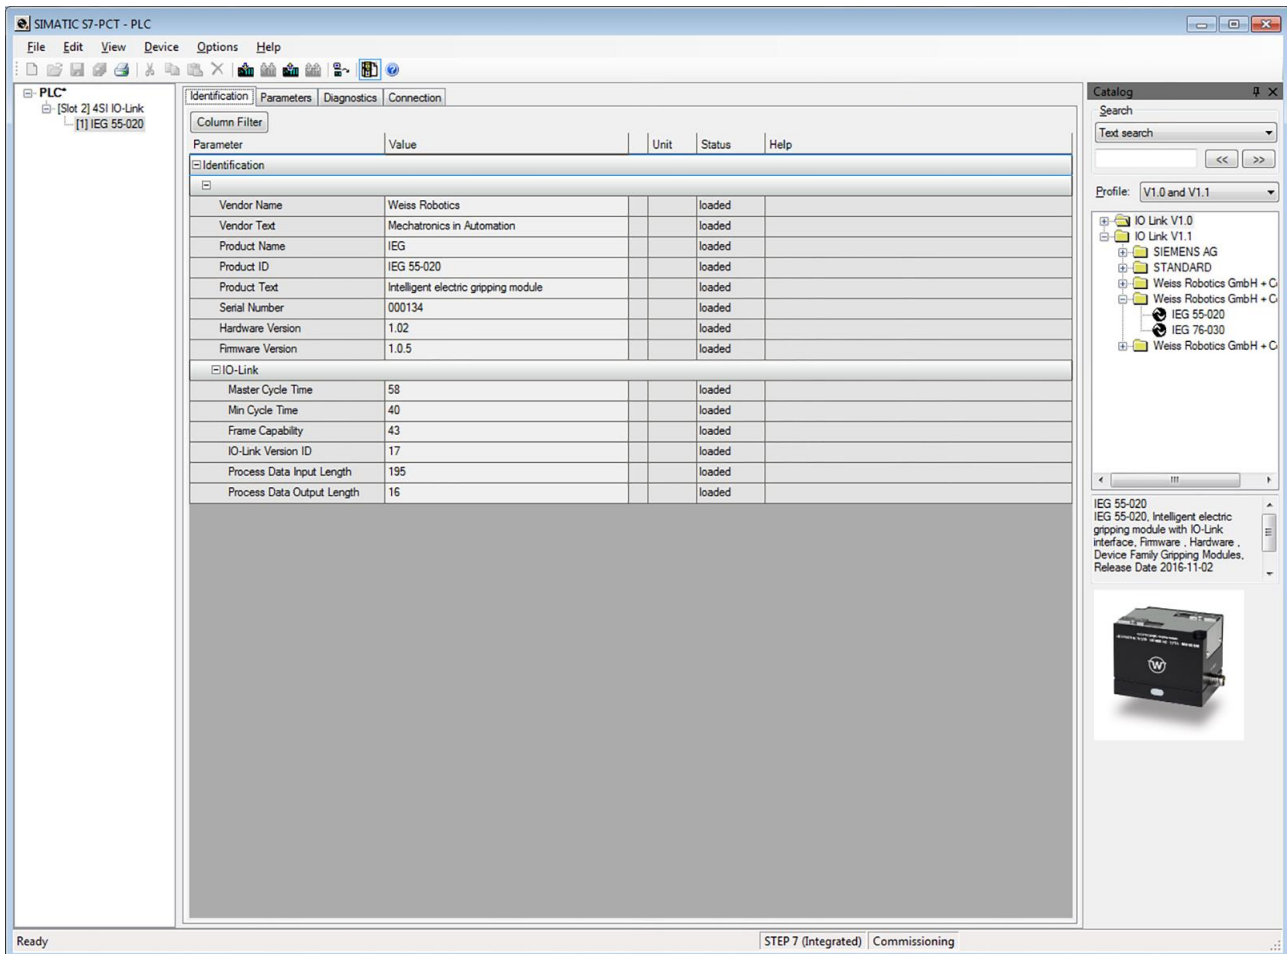 SIMATIC S7-PCT - PLC
File Edit View Device Options Help
PLC*
[Slot 2] 4SI IO-Link
[1] IEG 55-020
Identification Parameters Diagnostics Connection
Column Filter
Parameter Value Unit Status Help
Identification
Vendor Name Weiss Robotics loaded
Vendor Text Mechatronics in Automation loaded
Product Name IEG loaded
Product ID IEG 55-020 loaded
Product Text Intelligent electric gripping module loaded
Serial Number 000134 loaded
Hardware Version 1.02 loaded
Firmware Version 1.0.5 loaded
IO-Link
Master Cycle Time 58 loaded
Min Cycle Time 40 loaded
Frame Capability 43 loaded
IO-Link Version ID 17 loaded
Process Data Input Length 195 loaded
Process Data Output Length 16 loaded
Catalog
Search
Text search
<< >>
Profile: V1.0 and V1.1
IO Link V1.0
IO Link V1.1
SIEMENS AG
STANDARD
Weiss Robotics GmbH + C
Weiss Robotics GmbH + C
IEG 55-020
IEG 76-030
Weiss Robotics GmbH + C
IEG 55-020
IEG 55-020, Intelligent electric
gripping module with IO-Link
interface, Firmware , Hardware ,
Device Family Gripping Modules,
Release Date 2016-11-02
W
Ready STEP 7 (Integrated) Commissioning